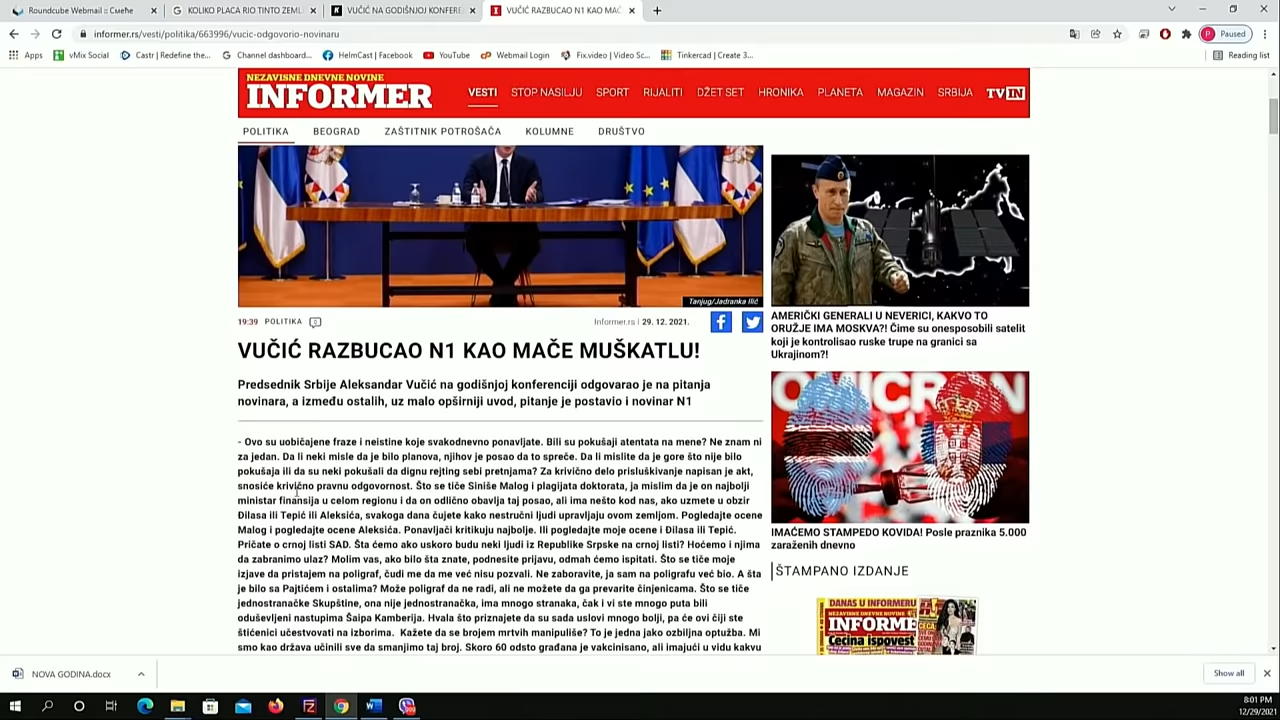 Roundcube Webmail :: Смеће
KOLIKO PLACA RIO TINTO ZEML
VUČIĆ NA GODIŠNJOJ KONFERE
VUČIĆ RAZBUCAO N1 KAO MAČ
informer.rs/vesti/politika/663996/vucic-odgovorio-novinaru
Paused
Apps
vMix Social
Castr | Redefine the...
Channel dashboard...
HelmCast | Facebook
YouTube
Webmail Login
Fix.video | Video Sc...
Tinkercad | Create 3...
Reading list
NEZAVISNE DNEVNE NOVINE
INFORMER
VESTI STOP NASILJU SPORT RIJALITI DŽET SET HRONIKA PLANETA MAGAZIN SRBIJA TV IN
POLITIKA BEOGRAD ZAŠTITNIK POTROŠAČA KOLUMNE DRUŠTVO
Tanjug/Jadranka Ilić
19:39 POLITIKA 0 Informer.rs | 29. 12. 2021.
VUČIĆ RAZBUCAO N1 KAO MAČE MUŠKATLU!
Predsednik Srbije Aleksandar Vučić na godišnjoj konferenciji odgovarao je na pitanja
novinara, a između ostalih, uz malo opširniji uvod, pitanje je postavio i novinar N1
- Ovo su uobičajene fraze i neistine koje svakodnevno ponavljate. Bili su pokušaji atentata na mene? Ne znam ni
za jedan. Da li neki misle da je bilo planova, njihov je posao da to spreče. Da li mislite da je gore što nije bilo
pokušaja ili da su neki pokušali da dignu rejting sebi pretnjama? Za krivično delo prisluškivanje napisan je akt,
snosiće krivično pravnu odgovornost. Što se tiče Siniše Malog i plagijata doktorata, ja mislim da je on najbolji
ministar finansija u celom regionu i da on odlično obavlja taj posao, ali ima nešto kod nas, ako uzmete u obzir
Đilasa ili Tepić ili Aleksića, svakoga dana čujete kako nestručni ljudi upravljaju ovom zemljom. Pogledajte ocene
Malog i pogledajte ocene Aleksića. Ponavljači kritikuju najbolje. Ili pogledajte moje ocene i Đilasa ili Tepić.
Pričate o crnoj listi SAD. Šta ćemo ako uskoro budu neki ljudi iz Republike Srpske na crnoj listi? Hoćemo i njima
da zabranimo ulaz? Molim vas, ako bilo šta znate, podnesite prijavu, odmah ćemo ispitati. Što se tiče moje
izjave da pristajem na poligraf, čudi me da me već nisu pozvali. Ne zaboravite, ja sam na poligrafu već bio. A šta
je bilo sa Pajtićem i ostalima? Može poligraf da ne radi, ali ne možete da ga prevarite činjenicama. Što se tiče
jednostranačke Skupštine, ona nije jednostranačka, ima mnogo stranaka, čak i vi ste mnogo puta bili
oduševljeni nastupima Šaipa Kamberija. Hvala što priznajete da su sada uslovi mnogo bolji, pa će ovi čiji ste
štićenici učestvovati na izborima. Kažete da se brojem mrtvih manipuliše? To je jedna jako ozbiljna optužba. Mi
smo kao država učinili sve da smanjimo taj broj. Skoro 60 odsto građana je vakcinisano, ali imajući u vidu kakvu
AMERIČKI GENERALI U NEVERICI, KAKVO TO
ORUŽJE IMA MOSKVA?! Čime su onesposobili satelit
koji je kontrolisao ruske trupe na granici sa
Ukrajinom?!
OMICRON
IMAĆEMO STAMPEDO KOVIDA! Posle praznika 5.000
zaraženih dnevno
ŠTAMPANO IZDANJE
DANAS U INFORMERU
NEZAVISNE DNEVNE NOVINE
INFORME
Cećina ispovest
NOVA GODINA.docx
Show all
8:01 PM
12/29/2021